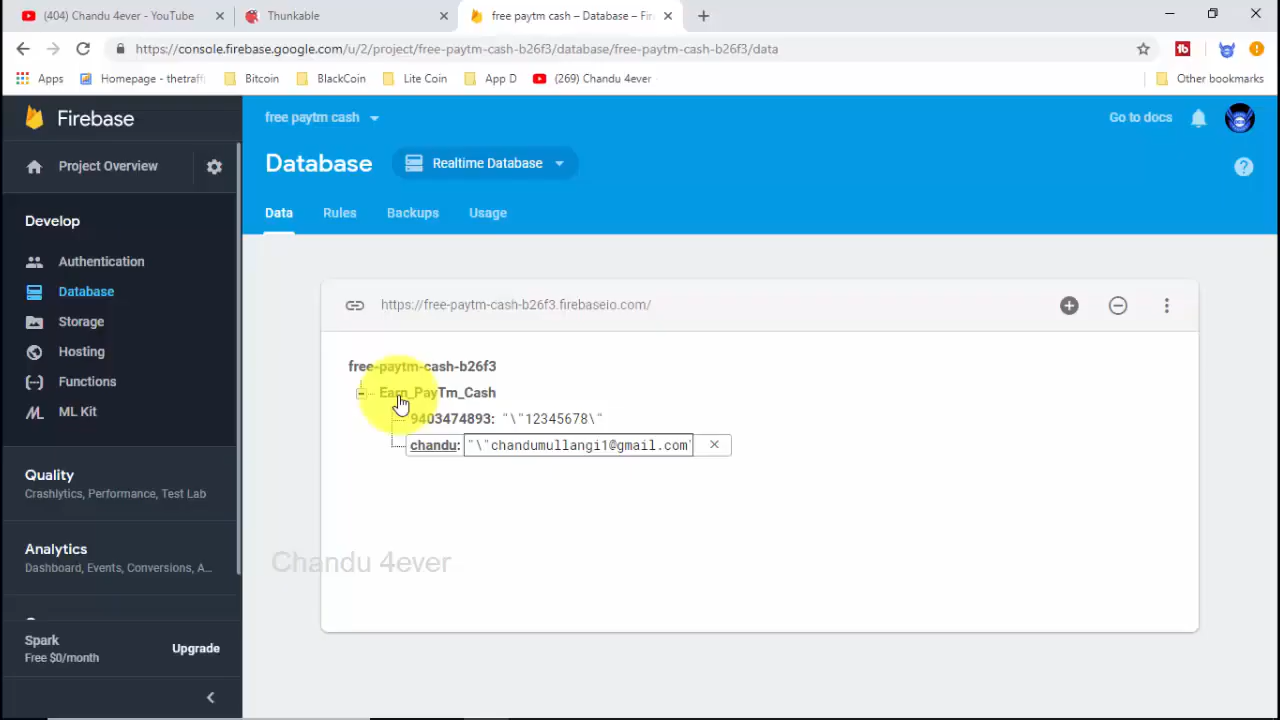 (404) Chandu 4ever - YouTube
Thunkable
free paytm cash – Database – Fir
https://console.firebase.google.com/u/2/project/free-paytm-cash-b26f3/database/free-paytm-cash-b26f3/data
Apps
Homepage - thetraffi
Bitcoin
BlackCoin
Lite Coin
App D
(269) Chandu 4ever
Other bookmarks
Firebase
free paytm cash
Go to docs
Project Overview
Database
Realtime Database
Data
Rules
Backups
Usage
Develop
Authentication
Database
Storage
Hosting
Functions
ML Kit
Quality
Crashlytics, Performance, Test Lab
Analytics
Dashboard, Events, Conversions, A...
Spark
Free $0/month
Upgrade
https://free-paytm-cash-b26f3.firebaseio.com/
free-paytm-cash-b26f3
Earn_PayTm_Cash
9403474893: "\"12345678\"
chandu: "\"chandumullangi1@gmail.com"
Chandu 4ever